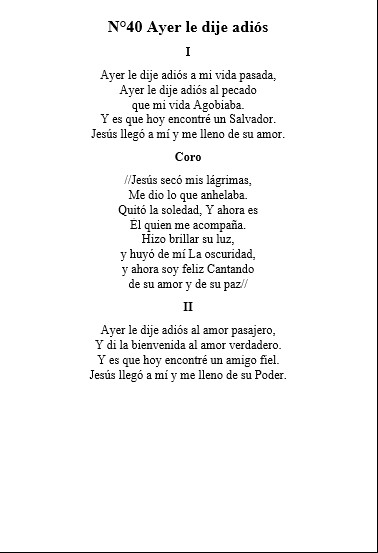 N°40 Ayer le dije adiós
I
Ayer le dije adiós a mi vida pasada,
Ayer le dije adiós al pecado
que mi vida Agobiaba.
Y es que hoy encontré un Salvador.
Jesús llegó a mí y me lleno de su amor.
Coro
//Jesús secó mis lágrimas,
Me dio lo que anhelaba.
Quitó la soledad, Y ahora es
Él quien me acompaña.
Hizo brillar su luz,
y huyó de mí La oscuridad,
y ahora soy feliz Cantando
de su amor y de su paz//
II
Ayer le dije adiós al amor pasajero,
Y di la bienvenida al amor verdadero.
Y es que hoy encontré un amigo fiel.
Jesús llegó a mí y me lleno de su Poder.